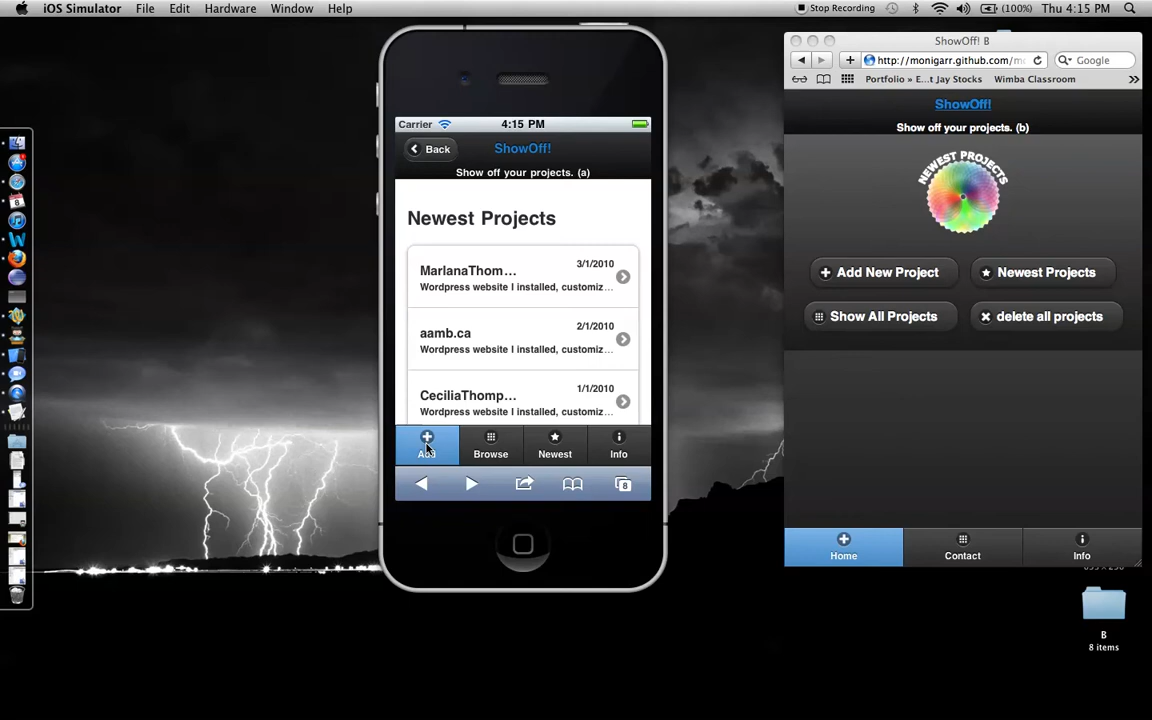 iOS Simulator File Edit Hardware Window Help
Stop Recording (100%) Thu 4:15 PM
Carrier 4:15 PM
Back ShowOff!
Show off your projects. (a)
Newest Projects
3/1/2010
MarlanaThom...
Wordpress website I installed, customiz...
2/1/2010
aamb.ca
Wordpress website I installed, customiz...
1/1/2010
CeciliaThomp...
Wordpress website I installed, customiz...
Add Browse Newest Info
8
ShowOff! B
http://monigarr.github.com/m Google
Portfolio » E...t Jay Stocks Wimba Classroom
ShowOff!
Show off your projects. (b)
NEWEST PROJECTS
Add New Project Newest Projects
Show All Projects delete all projects
Home Contact Info
B
8 items